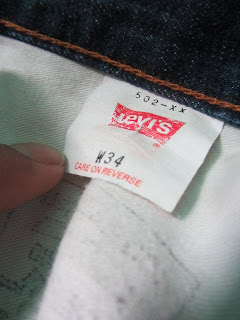 502-XX
Levi's
®
W34
CARE ON REVERSE